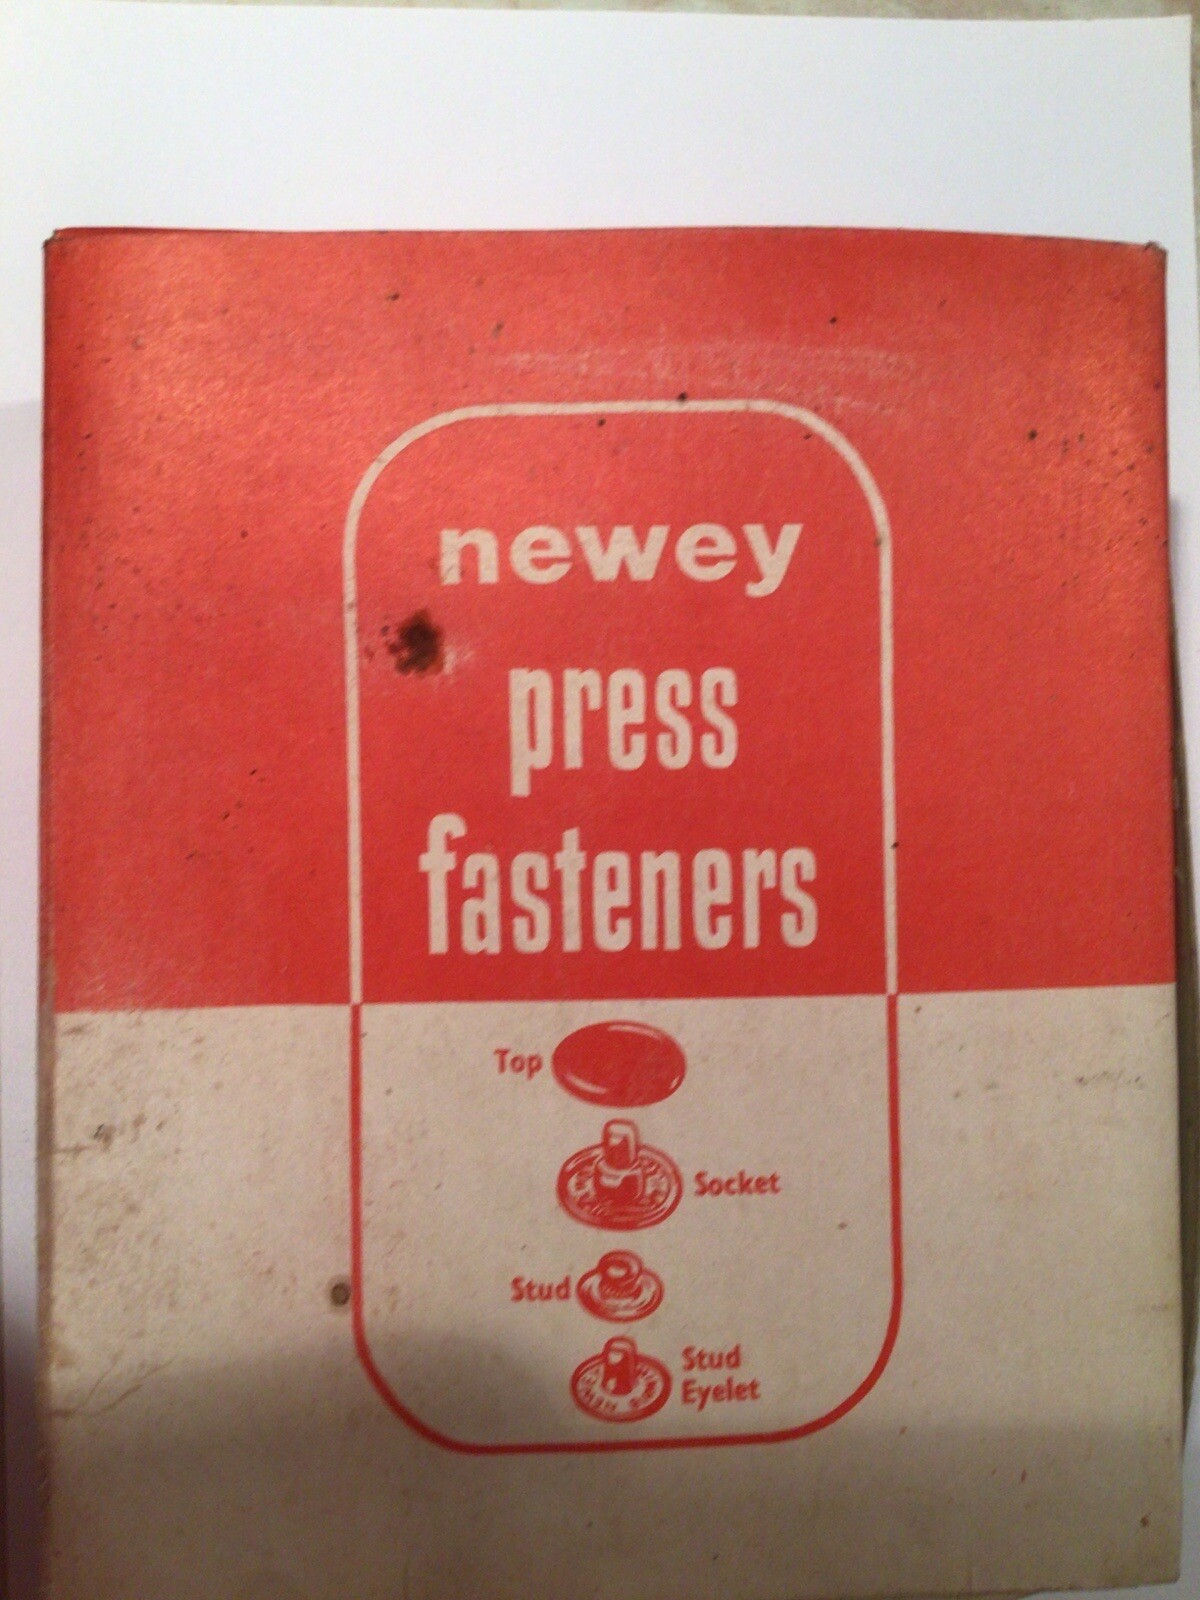 newey
press
fasteners
Top
Socket
Stud
Stud
Eyelet